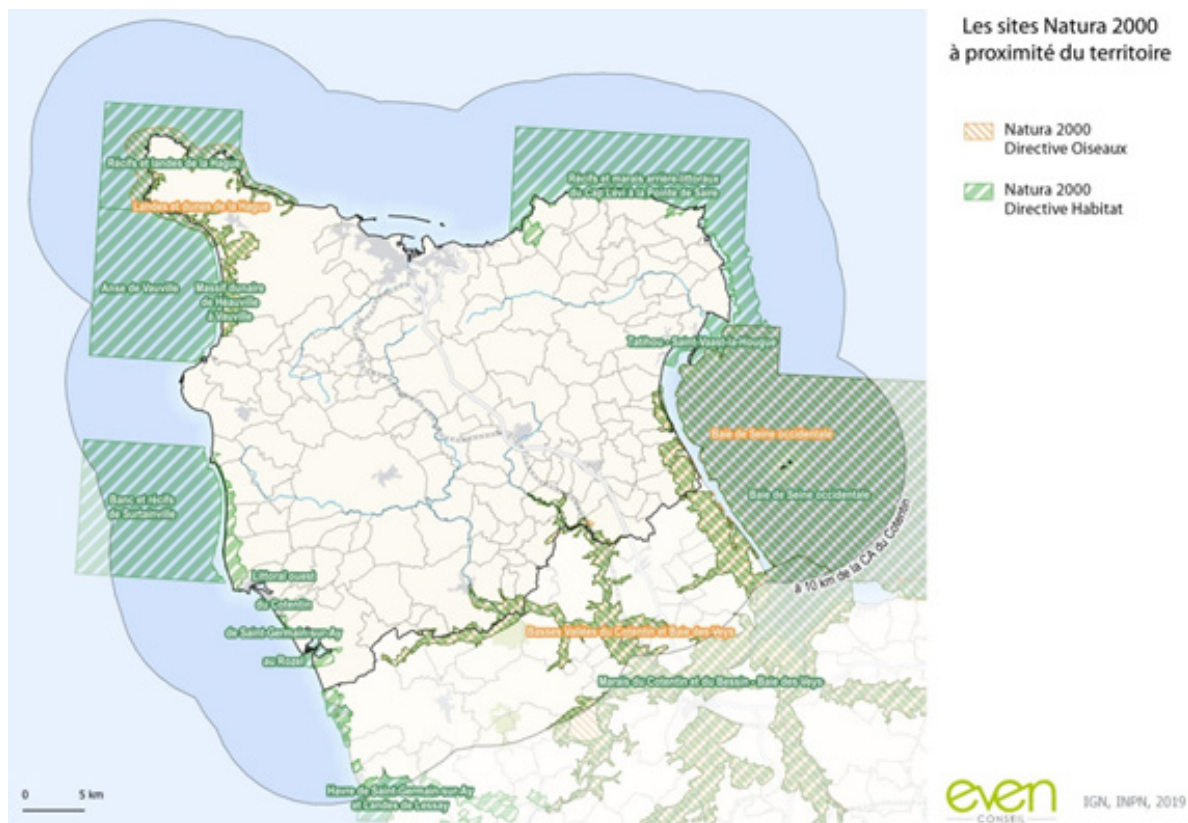 Les sites Natura 2000
à proximité du territoire
Natura 2000
Directive Oiseaux
Natura 2000
Directive Habitat
Récifs et landes de la Hague
Landes et dunes de la Hague
Récifs et marais arrière-littoraux
du Cap Lévi à la Pointe de Saire
Anse de Vauville
Massif dunaire
de Héauville
à Vauville
Tatihou - Saint-Vaast-la-Hougue
Baie de Seine occidentale
Baie de Seine occidentale
Banc et récifs
de Surtainville
à 10 km de la CA du Cotentin
Littoral ouest
du Cotentin
de Saint-Germain-sur-Ay
au Rozel
Basses Vallées du Cotentin et Baie des Veys
Marais du Cotentin et du Bessin - Baie des Veys
Havre de Saint-Germain-sur-Ay
et Landes de Lessay
0 5 km
even
CONSEIL
IGN, INPN, 2019